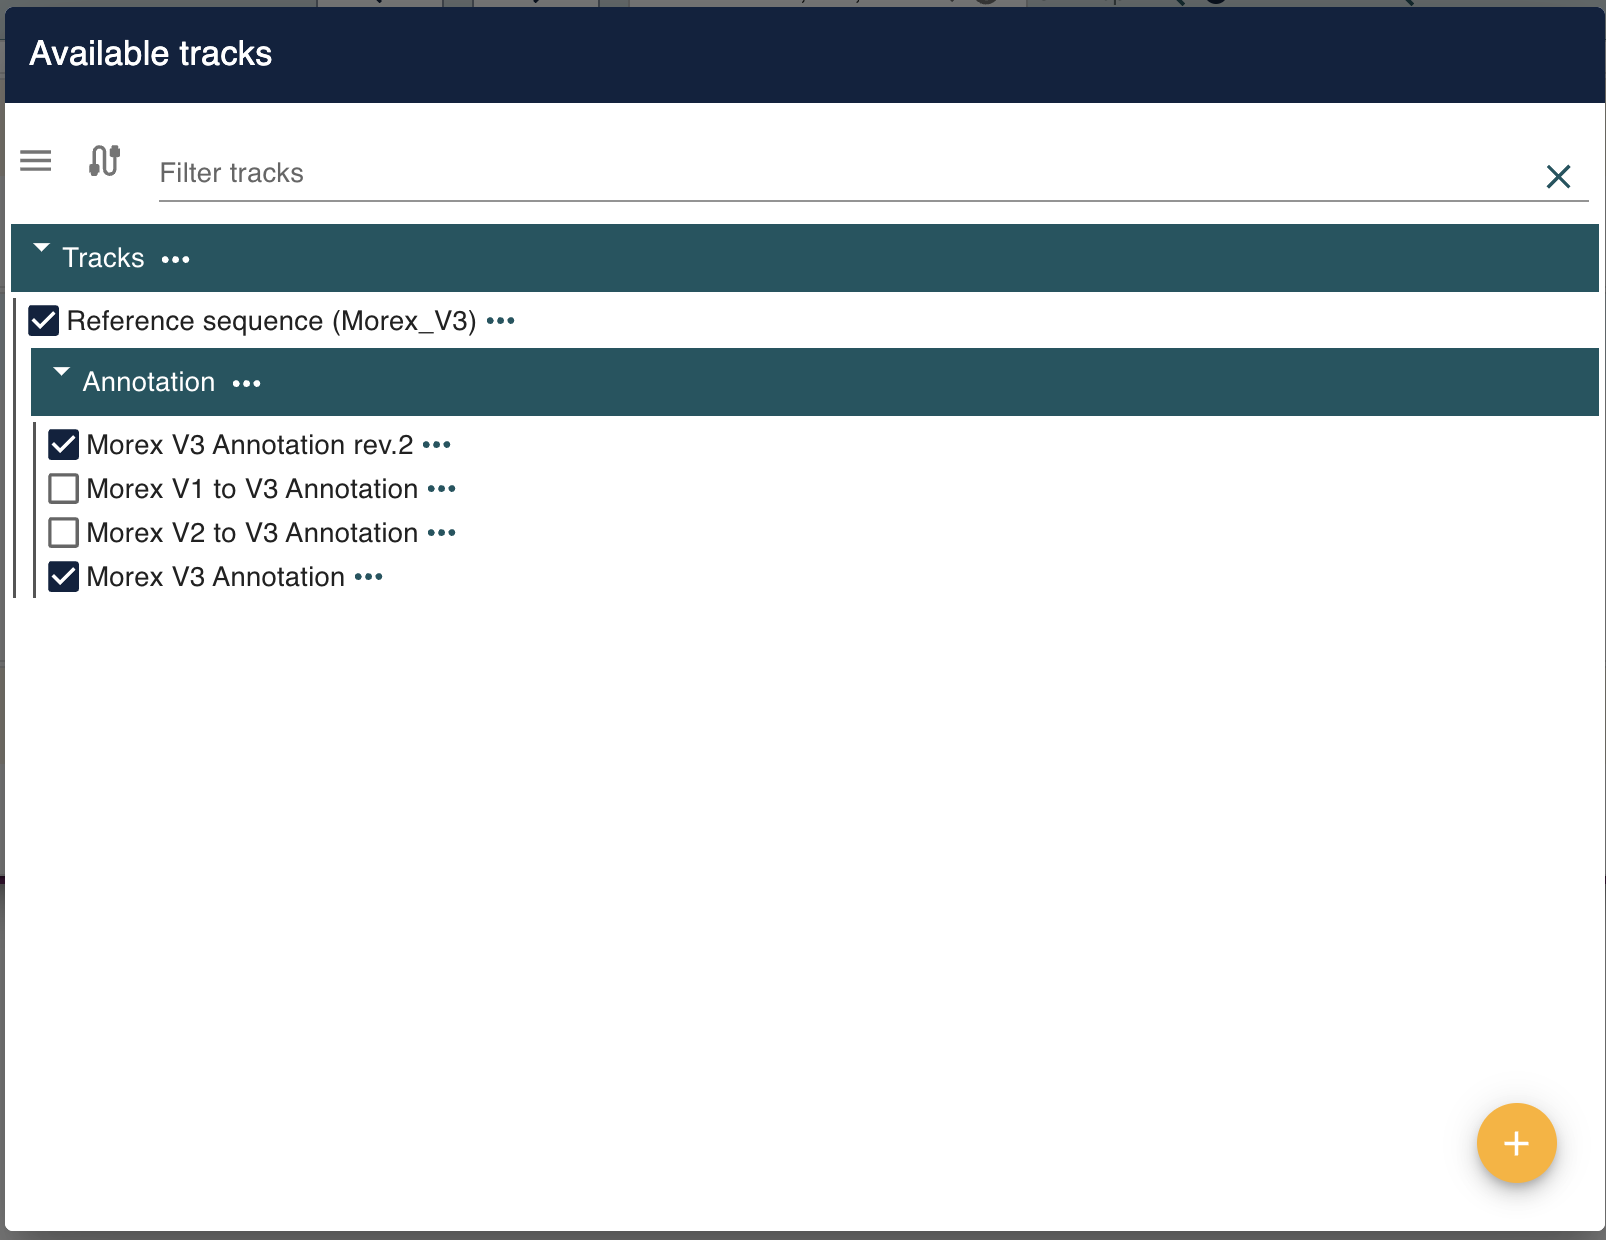 Available tracks
Filter tracks
Tracks
Reference sequence (Morex_V3)
Annotation
Morex V3 Annotation rev.2
Morex V1 to V3 Annotation
Morex V2 to V3 Annotation
Morex V3 Annotation